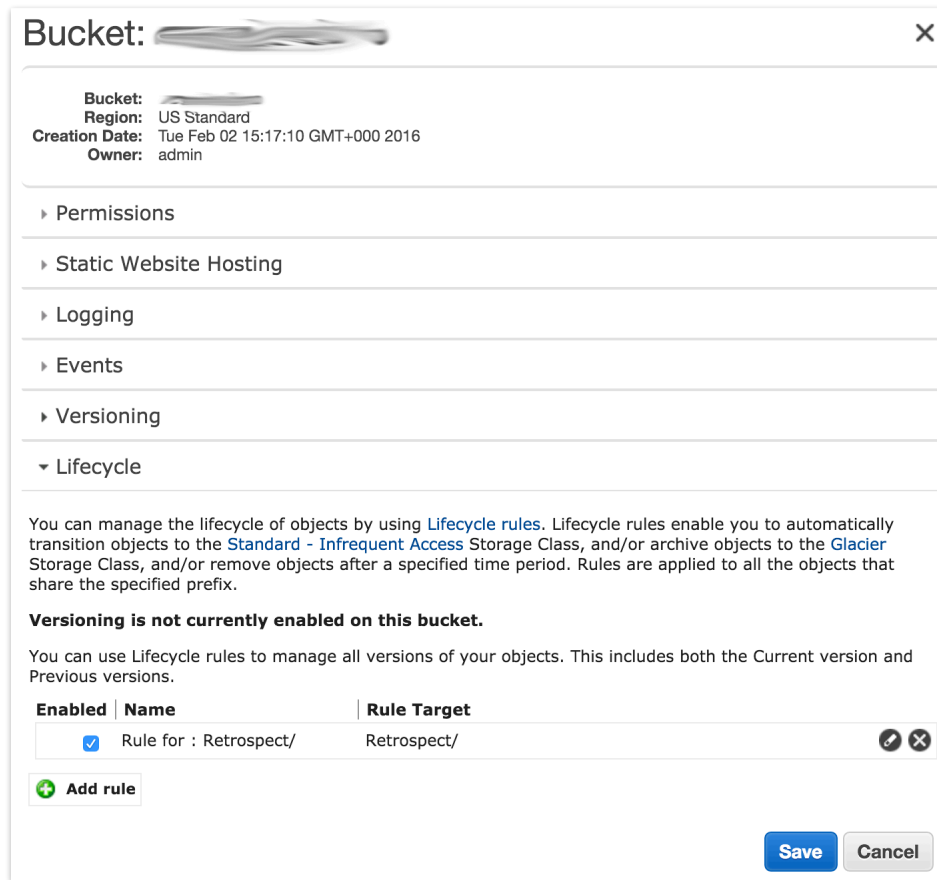 Bucket:
Bucket:
Region: US Standard
Creation Date: Tue Feb 02 15:17:10 GMT+000 2016
Owner: admin
Permissions
Static Website Hosting
Logging
Events
Versioning
Lifecycle
You can manage the lifecycle of objects by using Lifecycle rules. Lifecycle rules enable you to automatically
transition objects to the Standard - Infrequent Access Storage Class, and/or archive objects to the Glacier
Storage Class, and/or remove objects after a specified time period. Rules are applied to all the objects that
share the specified prefix.
Versioning is not currently enabled on this bucket.
You can use Lifecycle rules to manage all versions of your objects. This includes both the Current version and
Previous versions.
Enabled Name Rule Target
Rule for : Retrospect/ Retrospect/
Add rule
Save Cancel